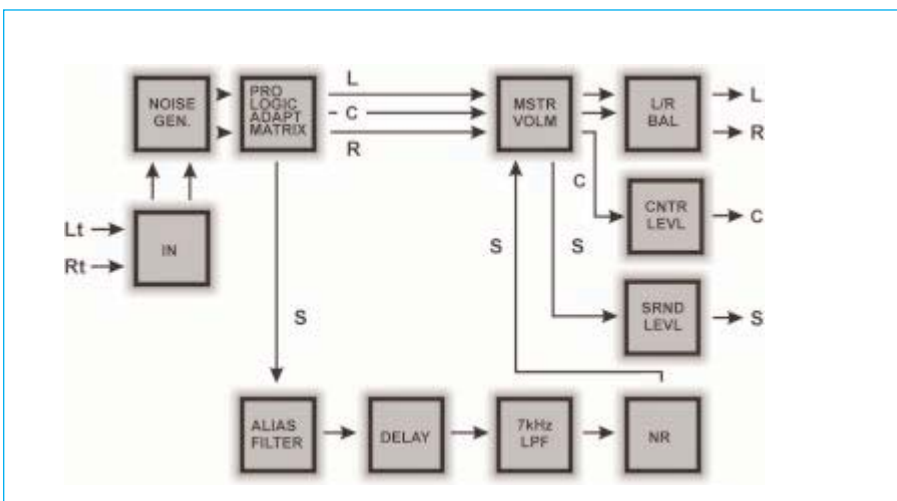 NOISE
GEN.
PRO
LOGIC
ADAPT
MATRIX
L
C
R
MSTR
VOLM
L/R
BAL
L
R
Lt
Rt
IN
C
CNTR
LEVL
C
S
S
S
SRND
LEVL
S
ALIAS
FILTER
DELAY
7kHz
LPF
NR